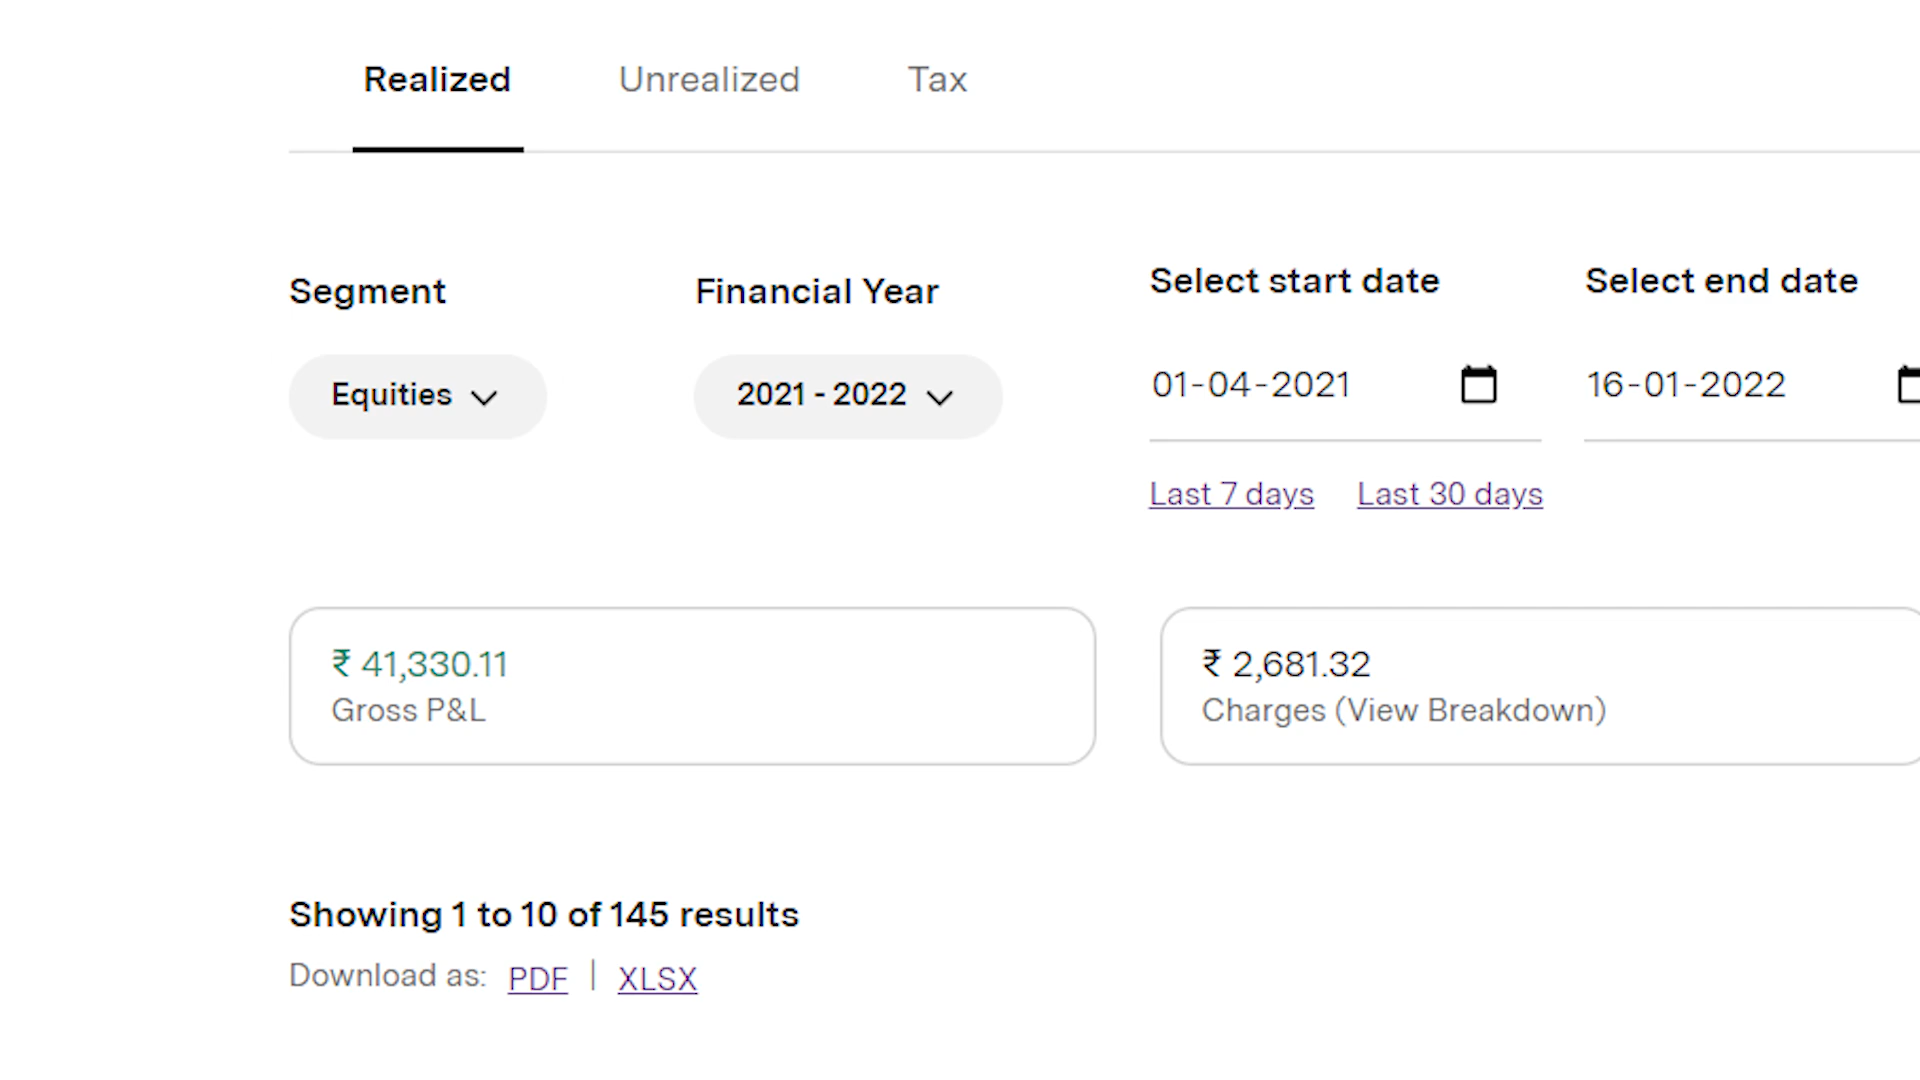 Realized Unrealized Tax
Segment Financial Year Select start date Select end date
Equities 2021 - 2022 01-04-2021 16-01-2022
Last 7 days Last 30 days
₹ 41,330.11 ₹ 2,681.32
Gross P&L Charges (View Breakdown)
Showing 1 to 10 of 145 results
Download as: PDF | XLSX